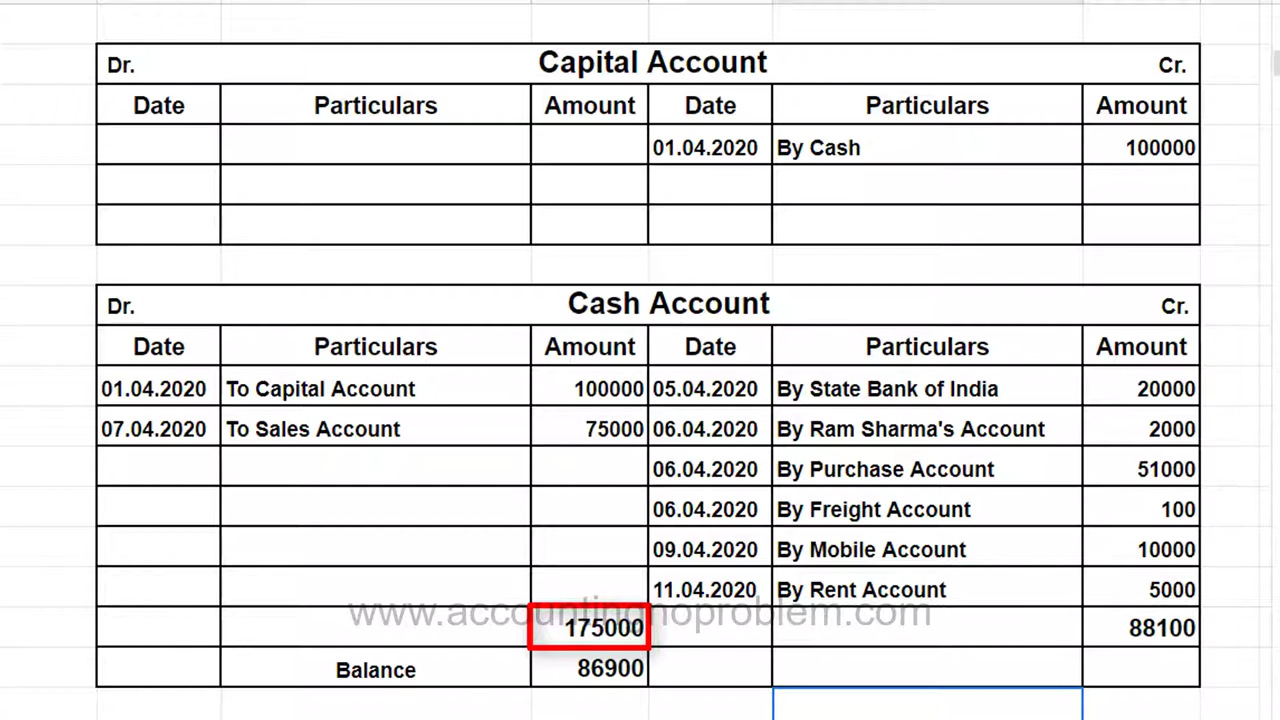 Dr. Capital Account Cr.
Date Particulars Amount Date Particulars Amount
01.04.2020 By Cash 100000
Dr. Cash Account Cr.
Date Particulars Amount Date Particulars Amount
01.04.2020 To Capital Account 100000 05.04.2020 By State Bank of India 20000
07.04.2020 To Sales Account 75000 06.04.2020 By Ram Sharma's Account 2000
06.04.2020 By Purchase Account 51000
06.04.2020 By Freight Account 100
09.04.2020 By Mobile Account 10000
11.04.2020 By Rent Account 5000
www.accountingnoproblem.com
175000 88100
Balance 86900